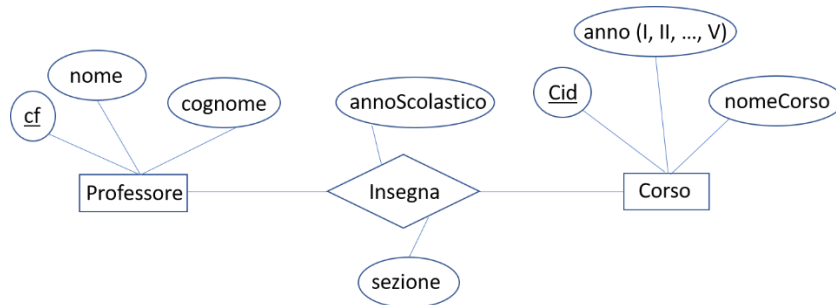 anno (I, II, ..., V)
nome
cognome
annoScolastico
Cid
nomeCorso
cf
Professore
Insegna
Corso
sezione